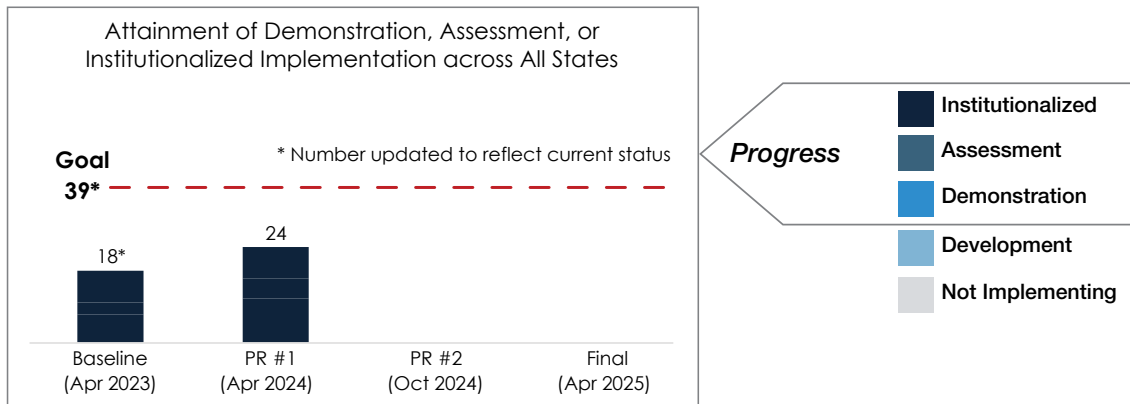 Attainment of Demonstration, Assessment, or
Institutionalized Implementation across All States
Goal
39*
* Number updated to reflect current status
18*
24
Baseline
(Apr 2023)
PR #1
(Apr 2024)
PR #2
(Oct 2024)
Final
(Apr 2025)
Progress
Institutionalized
Assessment
Demonstration
Development
Not Implementing